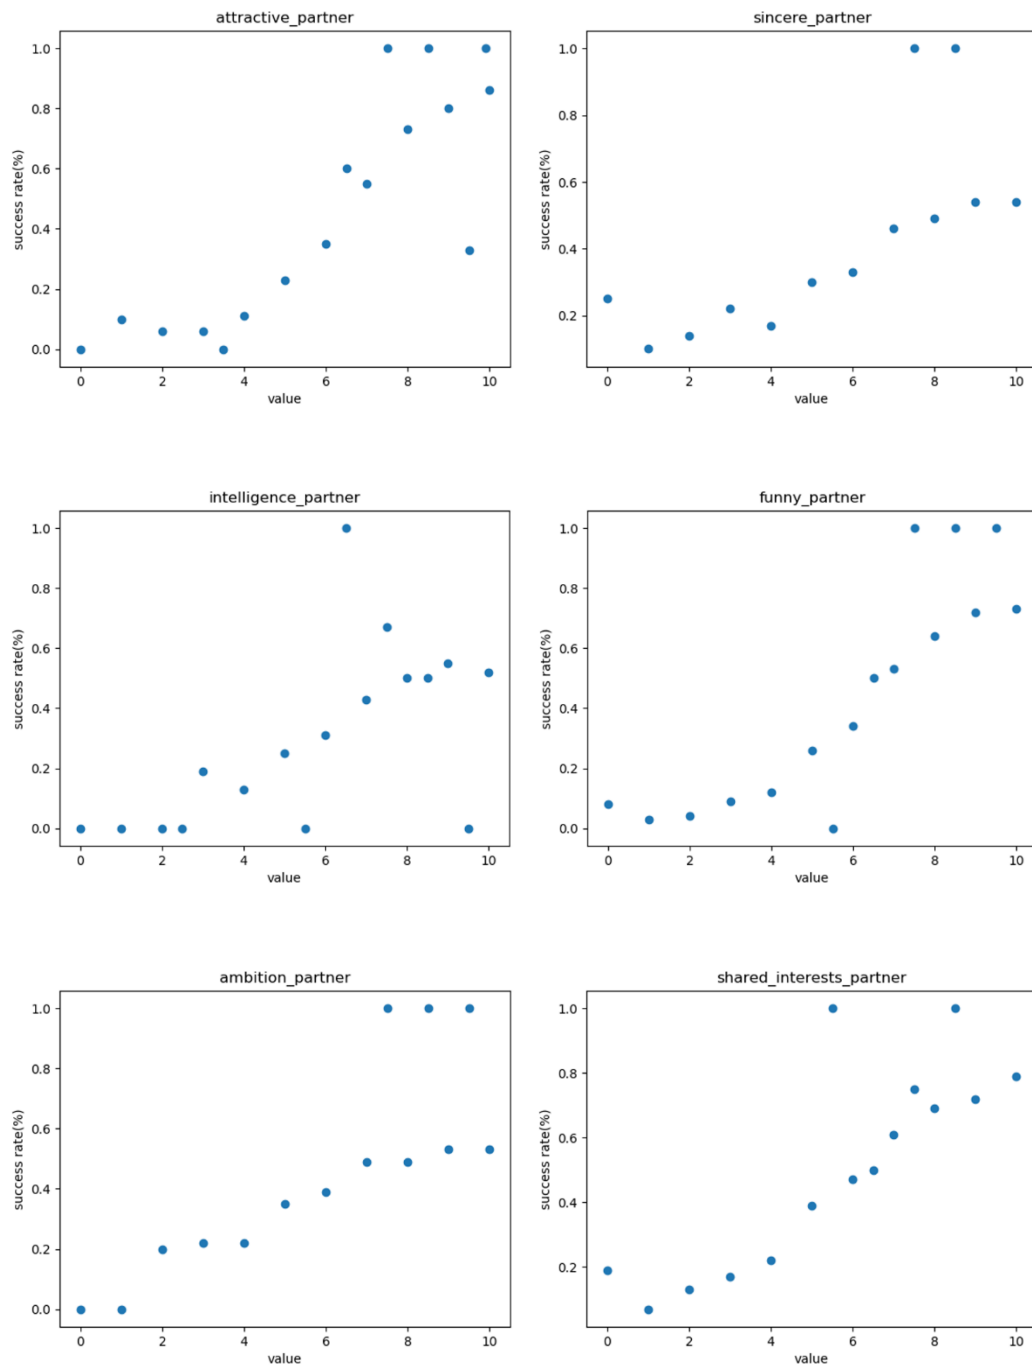 attractive_partner
1.0
0.8
0.6
0.4
0.2
0.0
success rate(%)
0 2 4 6 8 10
value
sincere_partner
1.0
0.8
0.6
0.4
0.2
success rate(%)
0 2 4 6 8 10
value
intelligence_partner
1.0
0.8
0.6
0.4
0.2
0.0
success rate(%)
0 2 4 6 8 10
value
funny_partner
1.0
0.8
0.6
0.4
0.2
0.0
success rate(%)
0 2 4 6 8 10
value
ambition_partner
1.0
0.8
0.6
0.4
0.2
0.0
success rate(%)
0 2 4 6 8 10
value
shared_interests_partner
1.0
0.8
0.6
0.4
0.2
success rate(%)
0 2 4 6 8 10
value